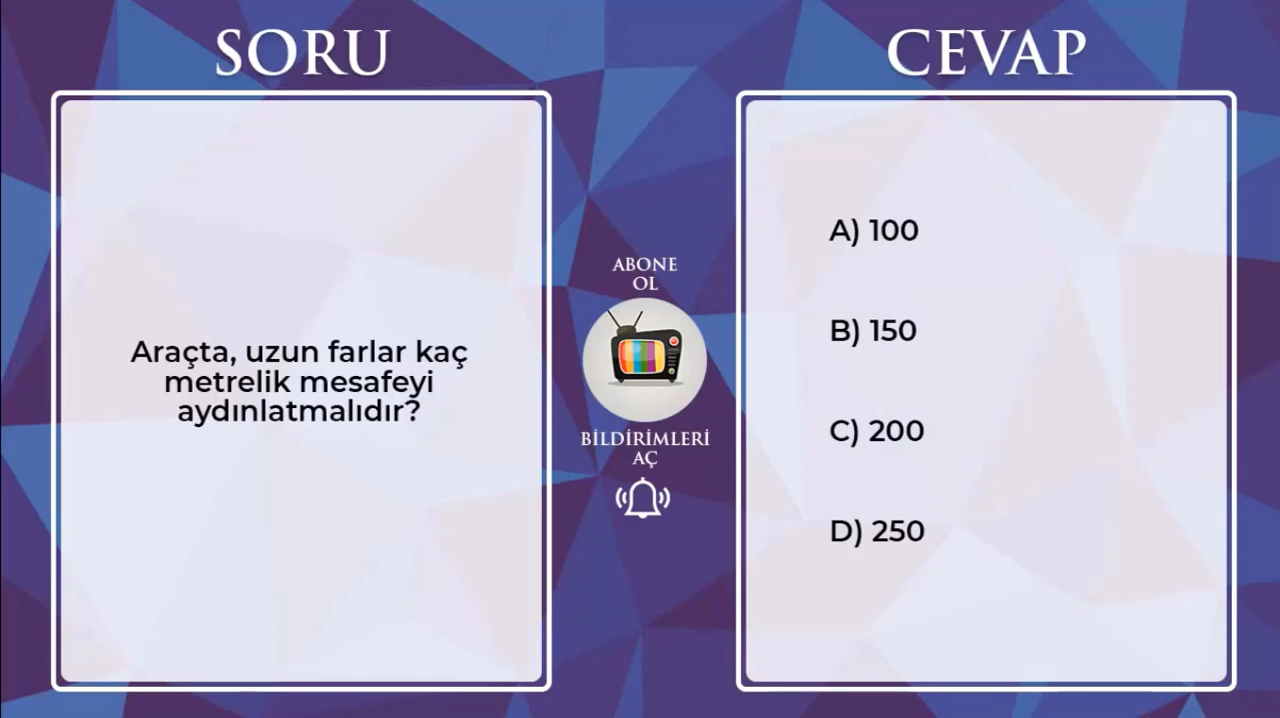 SORU
Araçta, uzun farlar kaç
metrelik mesafeyi
aydınlatmalıdır?
ABONE
OL
BİLDİRİMLERİ
AÇ
CEVAP
A) 100
B) 150
C) 200
D) 250